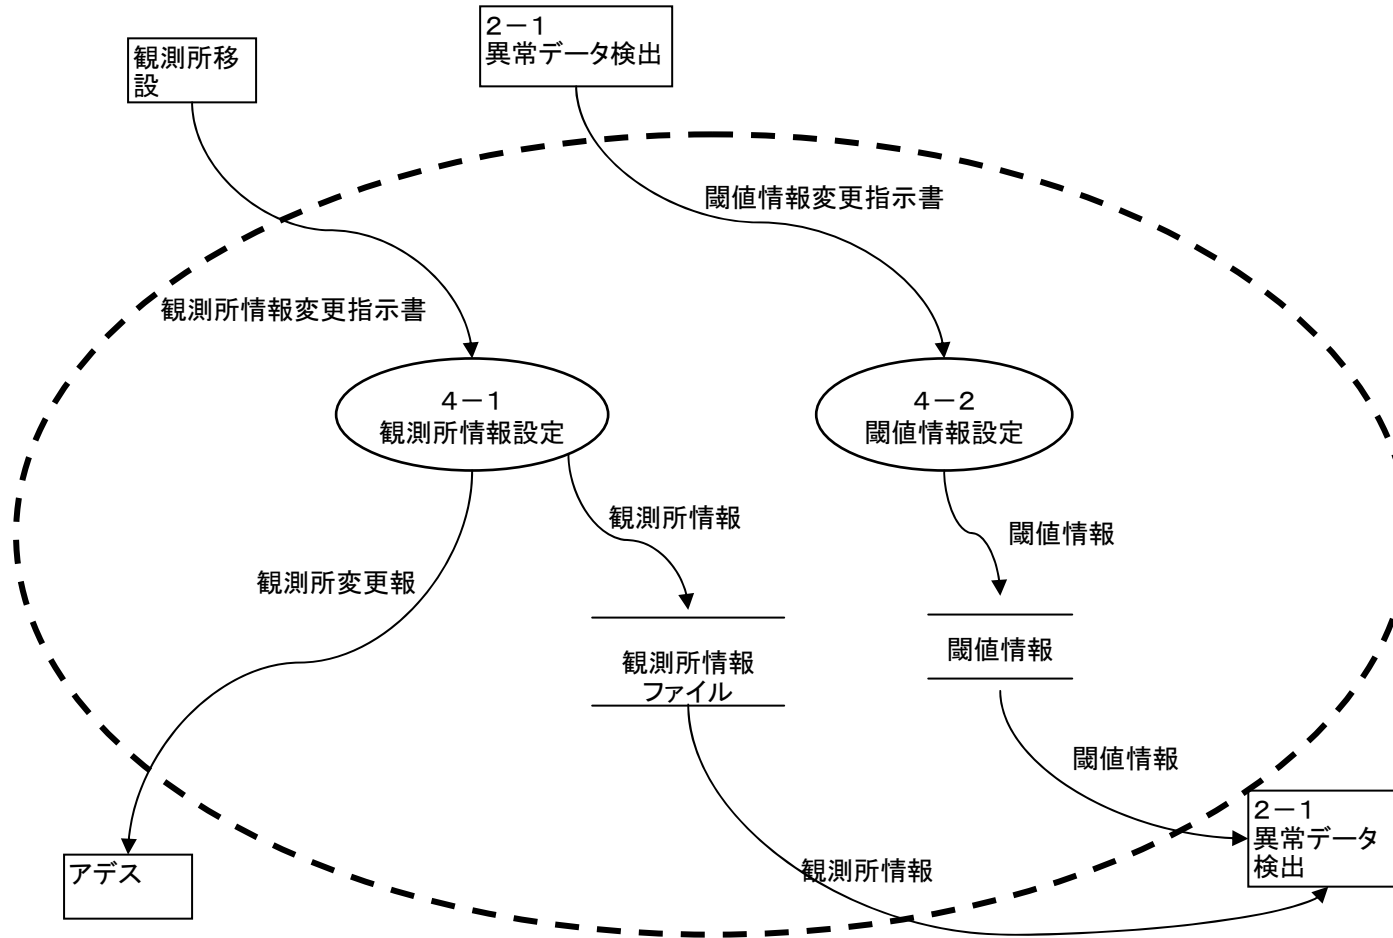 ２－１
異常データ検出
観測所移
設
閾値情報変更指示書
観測所情報変更指示書
４－１
観測所情報設定
４－２
閾値情報設定
観測所情報
閾値情報
観測所変更報
観測所情報
ファイル
閾値情報
閾値情報
２－１
異常データ
検出
アデス
観測所情報